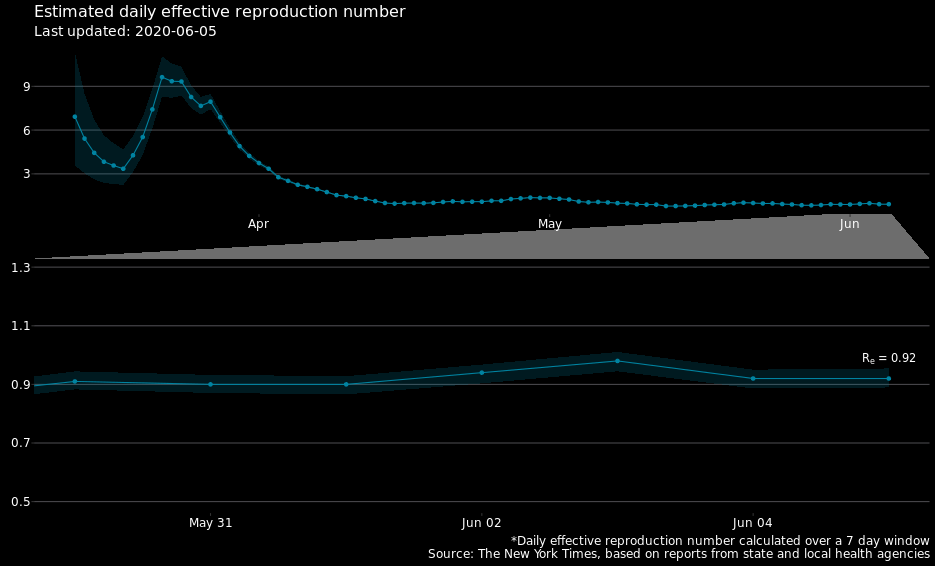 Estimated daily effective reproduction number
Last updated: 2020-06-05
9
6
3
Apr May Jun
1.3
1.1
Re = 0.92
0.9
0.7
0.5
May 31 Jun 02 Jun 04
*Daily effective reproduction number calculated over a 7 day window
Source: The New York Times, based on reports from state and local health agencies